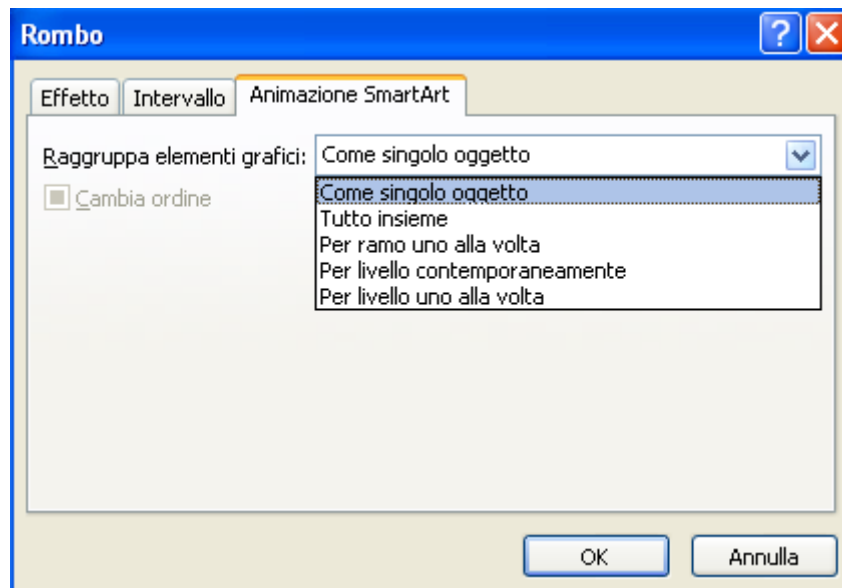 Rombo
Effetto Intervallo Animazione SmartArt
Raggruppa elementi grafici: Come singolo oggetto
Cambia ordine
Come singolo oggetto
Tutto insieme
Per ramo uno alla volta
Per livello contemporaneamente
Per livello uno alla volta
OK Annulla